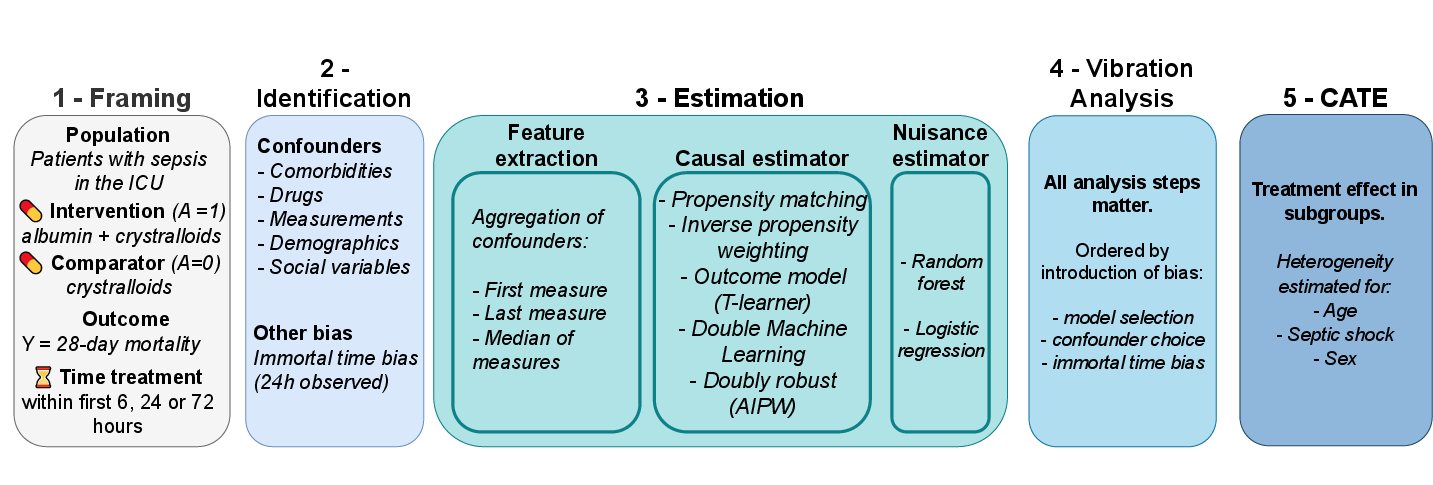 1 - Framing
Population
Patients with sepsis
in the ICU
Intervention (A =1)
albumin + crystralloids
Comparator (A=0)
crystralloids
Outcome
Y = 28-day mortality
Time treatment
within first 6, 24 or 72
hours
2 -
Identification
Comfounders
- Comorbidities
- Drugs
- Measurements
- Demographics
- Social variables
Other bias
Immortal time bias
(24h observed)
3 - Estimation
Feature
extraction
Aggregation of
confounders:
- First measure
- Last measure
- Median of
measures
Causal estimator
- Propensity matching
- Inverse propensity
weighting
- Outcome model
(T-learner)
- Double Machine
Learning
- Doubly robust
(AIPW)
Nuisance
estimator
- Random
forest
- Logistic
regression
4 - Vibration
Analysis
All analysis steps
matter.
Ordered by
introduction of bias:
- model selection
- confounder choice
- immortal time bias
5 - CATE
Treatment effect in
subgroups.
Heterogeneity
estimated for:
- Age
- Septic shock
- Sex